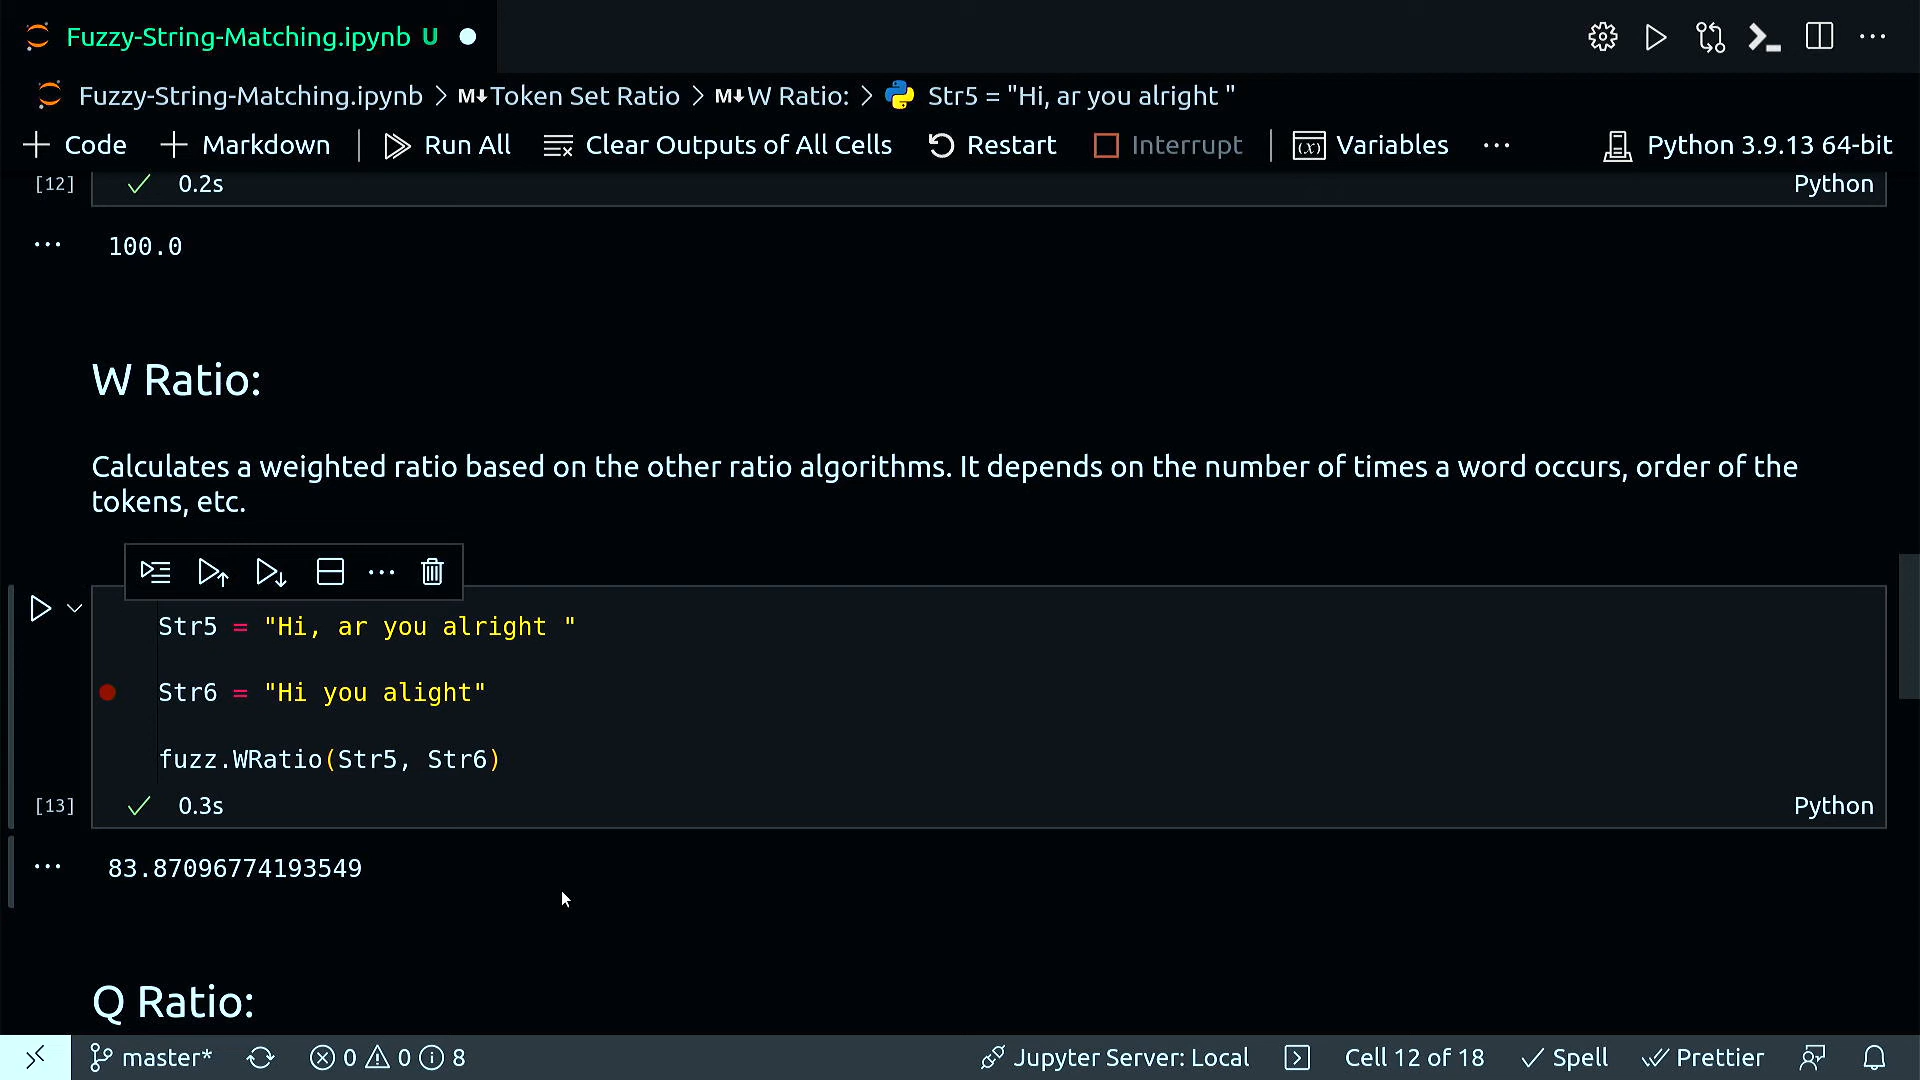 Fuzzy-String-Matching.ipynb U
Fuzzy-String-Matching.ipynb > M↓Token Set Ratio > M↓W Ratio: > Str5 = "Hi, ar you alright "
+ Code + Markdown | Run All Clear Outputs of All Cells Restart Interrupt | (x) Variables ··· Python 3.9.13 64-bit
[12] ✓ 0.2s Python
··· 100.0
W Ratio:
Calculates a weighted ratio based on the other ratio algorithms. It depends on the number of times a word occurs, order of the
tokens, etc.
Str5 = "Hi, ar you alright "
Str6 = "Hi you alight"
fuzz.WRatio(Str5, Str6)
[13] ✓ 0.3s Python
··· 83.87096774193549
Q Ratio:
master* 0 0 8 Jupyter Server: Local Cell 12 of 18 ✓ Spell Prettier